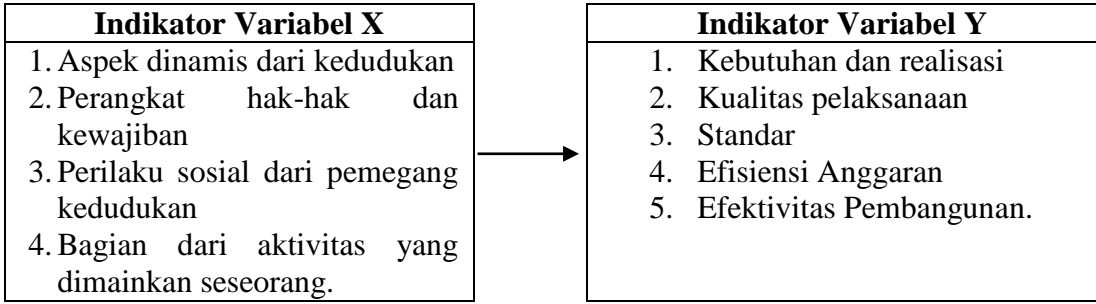 Indikator Variabel X
1. Aspek dinamis dari kedudukan
2. Perangkat hak-hak dan
kewajiban
3. Perilaku sosial dari pemegang
kedudukan
4. Bagian dari aktivitas yang
dimainkan seseorang.
Indikator Variabel Y
1. Kebutuhan dan realisasi
2. Kualitas pelaksanaan
3. Standar
4. Efisiensi Anggaran
5. Efektivitas Pembangunan.